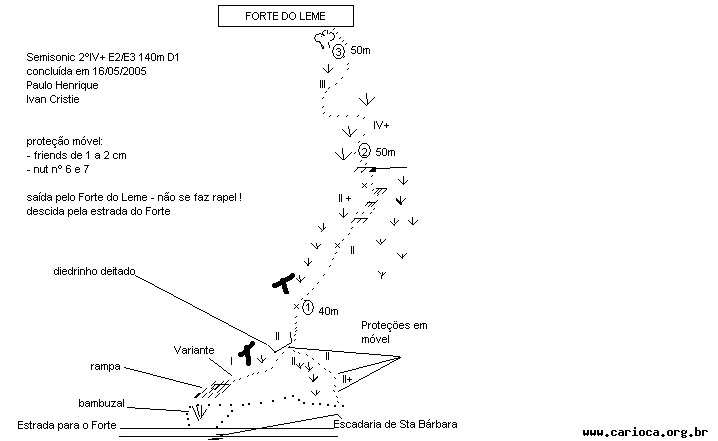 FORTE DO LEME
Semisonic 2ºIV+ E2/E3 140m D1
concluída em 16/05/2005
Paulo Henrique
Ivan Cristie
3 50m
III
IV+
proteção móvel:
- friends de 1 a 2 cm
- nut nº 6 e 7
2 50m
saída pelo Forte do Leme - não se faz rapel !
descida pela estrada do Forte
II +
II
diedrinho deitado
1 40m
Proteções em
móvel
II
I
Variante
I
II
II
rampa
II+
bambuzal
Estrada para o Forte
Escadaria de Sta Bárbara
www.carioca.org.br